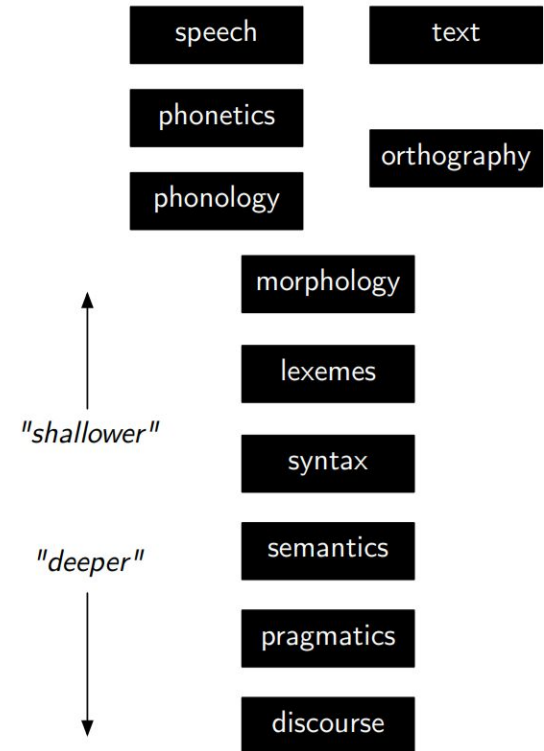 speech
text
phonetics
orthography
phonology
morphology
lexemes
"shallower"
syntax
"deeper"
semantics
pragmatics
discourse